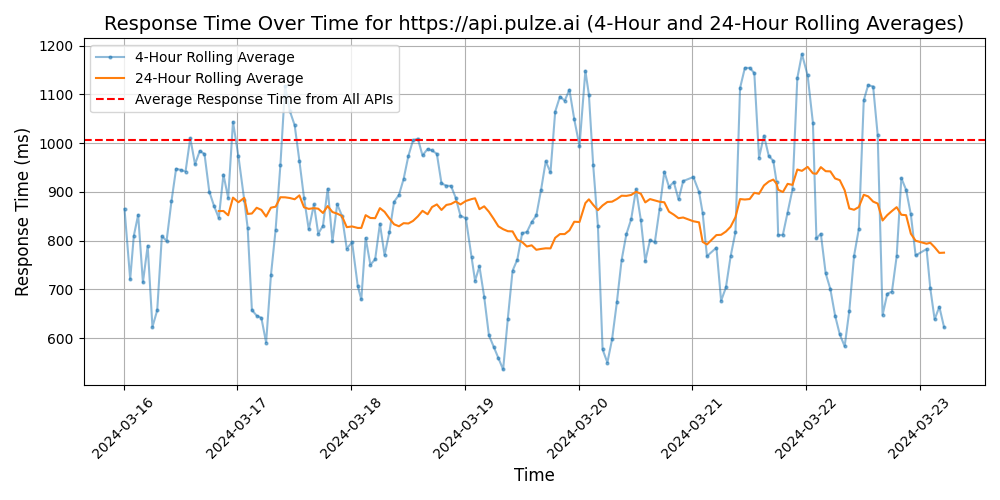 Response Time Over Time for https://api.pulze.ai (4-Hour and 24-Hour Rolling Averages)
4-Hour Rolling Average
24-Hour Rolling Average
Average Response Time from All APIs
Response Time (ms)
1200
1100
1000
900
800
700
600
2024-03-16
2024-03-17
2024-03-18
2024-03-19
2024-03-20
2024-03-21
2024-03-22
2024-03-23
Time